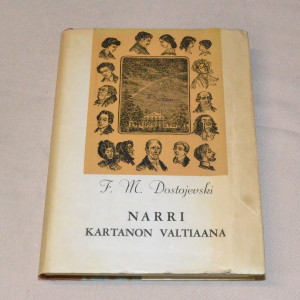 F. M. Dostojevski
NARRI
KARTANON VALTIAANA